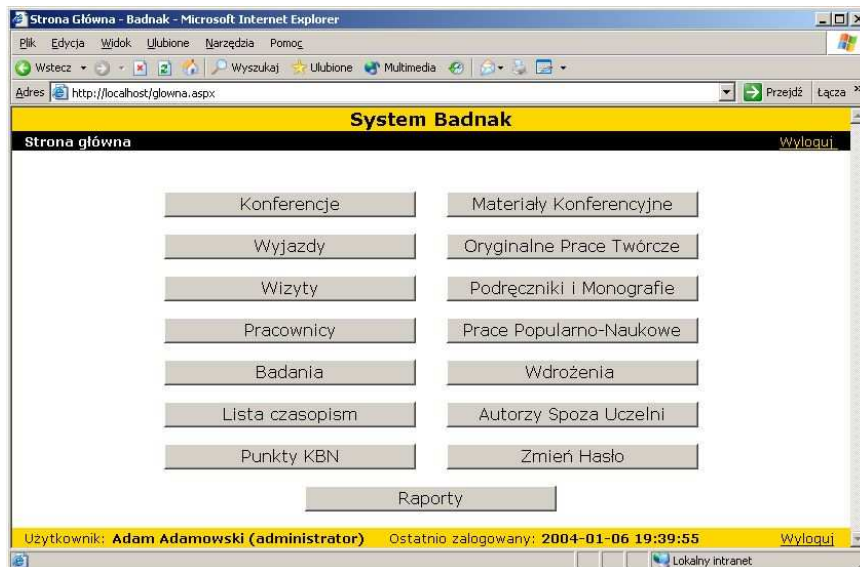 Strona Główna - Badnak - Microsoft Internet Explorer
Plik Edycja Widok Ulubione Narzędzia Pomoc
Wstecz Wyszukaj Ulubione Multimedia
Adres http://localhost/glowna.aspx Przejdź Łącza »
System Badnak
Strona główna Wyloguj
Konferencje Materiały Konferencyjne
Wyjazdy Oryginalne Prace Twórcze
Wizyty Podręczniki i Monografie
Pracownicy Prace Popularno-Naukowe
Badania Wdrożenia
Lista czasopism Autorzy Spoza Uczelni
Punkty KBN Zmień Hasło
Raporty
Użytkownik: Adam Adamowski (administrator) Ostatnio zalogowany: 2004-01-06 19:39:55 Wyloguj
Lokalny intranet